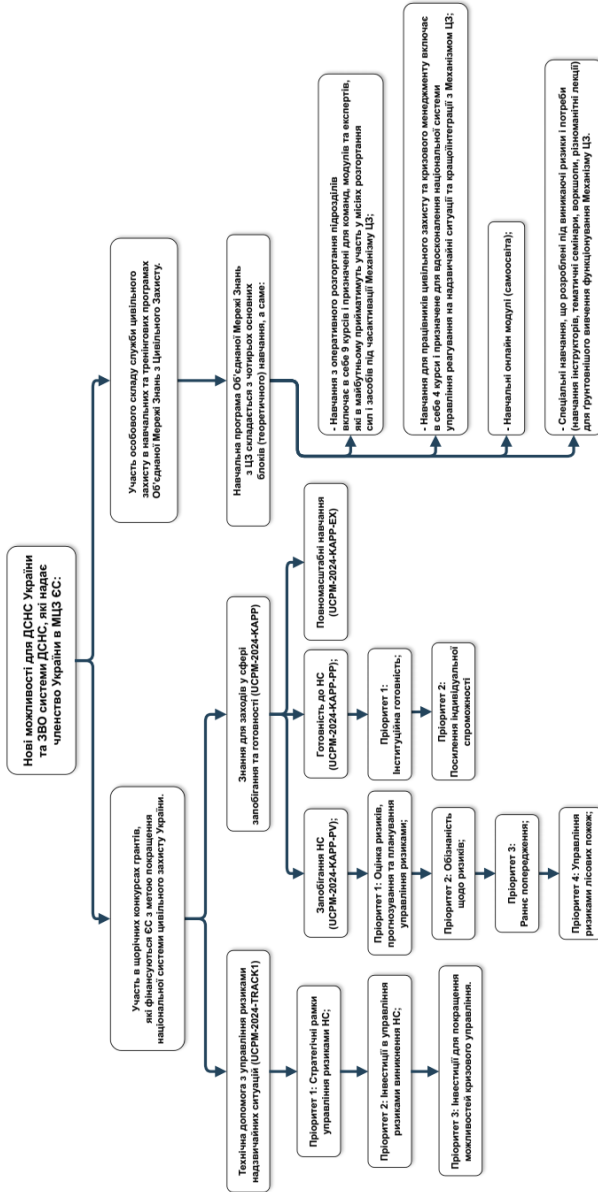 Нові можливості для ДСНС України
та ЗВО системи ДСНС, які надає
членство України в МЦЗ ЄС:
Участь в щорічних конкурсах грантів,
які фінансуються ЄС з метою покращення
національної системи цивільного захисту України.
Участь особового складу служби цивільного
захисту в навчальних та тренінгових програмах
Об'єднаної Мережі Знань з Цивільного Захисту.
Технічна допомога з управління ризиками
надзвичайних ситуацій (UCPM-2024-TRACK1)
Пріоритет 1: Стратегічні рамки
управління ризиками НС;
Пріоритет 2: Інвестиції в управління
ризиками виникнення НС;
Пріоритет 3: Інвестиції для покращення
можливостей кризового управління.
Знання для заходів у сфері
запобігання та готовності (UCPM-2024-KAPP)
Запобігання НС
(UCPM-2024-KAPP-PV);
Пріоритет 1: Оцінка ризиків,
прогнозування та планування
управління ризиками;
Пріоритет 2: Обізнаність
щодо ризиків;
Пріоритет 3:
Раннє попередження;
Пріоритет 4: Управління
ризиками лісових пожеж;
Готовність до НС
(UCPM-2024-KAPP-PP);
Пріоритет 1:
Інституційна готовність;
Пріоритет 2:
Посилення індивідуальної
спроможності
Повномасштабні навчання
(UCPM-2024-KAPP-EX)
Навчальна програма Об'єднаної Мережі Знань
з ЦЗ складається з чотирьох основних
блоків (теоретичного) навчання, а саме:
- Навчання з оперативного розгортання підрозділів
включає в себе 9 курсів і призначені для команд, модулів та експертів,
які в майбутньому прийматимуть участь у місіях розгортання
сил і засобів під часактивації Механізму ЦЗ;
- Навчання для працівників цивільного захисту та кризового менеджменту включає
в себе 4 курси і призначене для вдосконалення національної системи
управління реагування на надзвичайні ситуації та кращоїінтеграції з Механізмом ЦЗ;
- Навчальні онлайн модулі (самоосвіта);
- Спеціальні навчання, що розроблені під виникаючі ризики і потреби
(навчання інструкторів, тематичні семінари, воркшопи, різноманітні лекції)
для ґрунтовнішого вивчення функціонування Механізму ЦЗ.